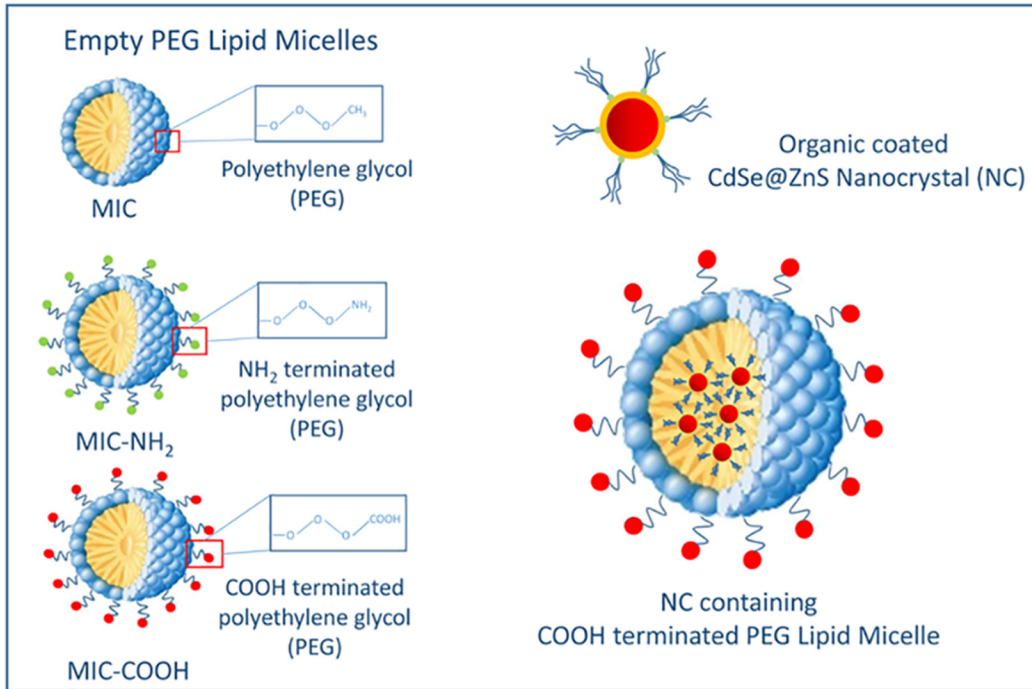 Empty PEG Lipid Micelles
O O O CH₃
Polyethylene glycol
(PEG)
MIC
O O O NH₂
NH₂ terminated
polyethylene glycol
(PEG)
MIC-NH₂
O O O COOH
COOH terminated
polyethylene glycol
(PEG)
MIC-COOH
Organic coated
CdSe@ZnS Nanocrystal (NC)
NC containing
COOH terminated PEG Lipid Micelle